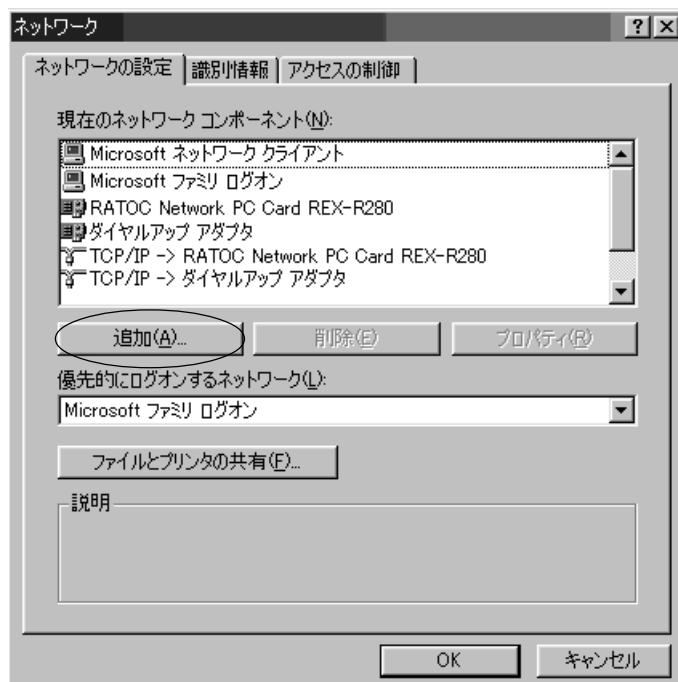 ネットワーク
ネットワークの設定 識別情報 アクセスの制御
現在のネットワーク コンポーネント(N):
Microsoft ネットワーク クライアント
Microsoft ファミリ ログオン
RATOC Network PC Card REX-R280
ダイヤルアップ アダプタ
TCP/IP -> RATOC Network PC Card REX-R280
TCP/IP -> ダイヤルアップ アダプタ
追加(A)... 削除(E) プロパティ(R)
優先的にログオンするネットワーク(L):
Microsoft ファミリ ログオン
ファイルとプリンタの共有(F)...
説明
OK キャンセル